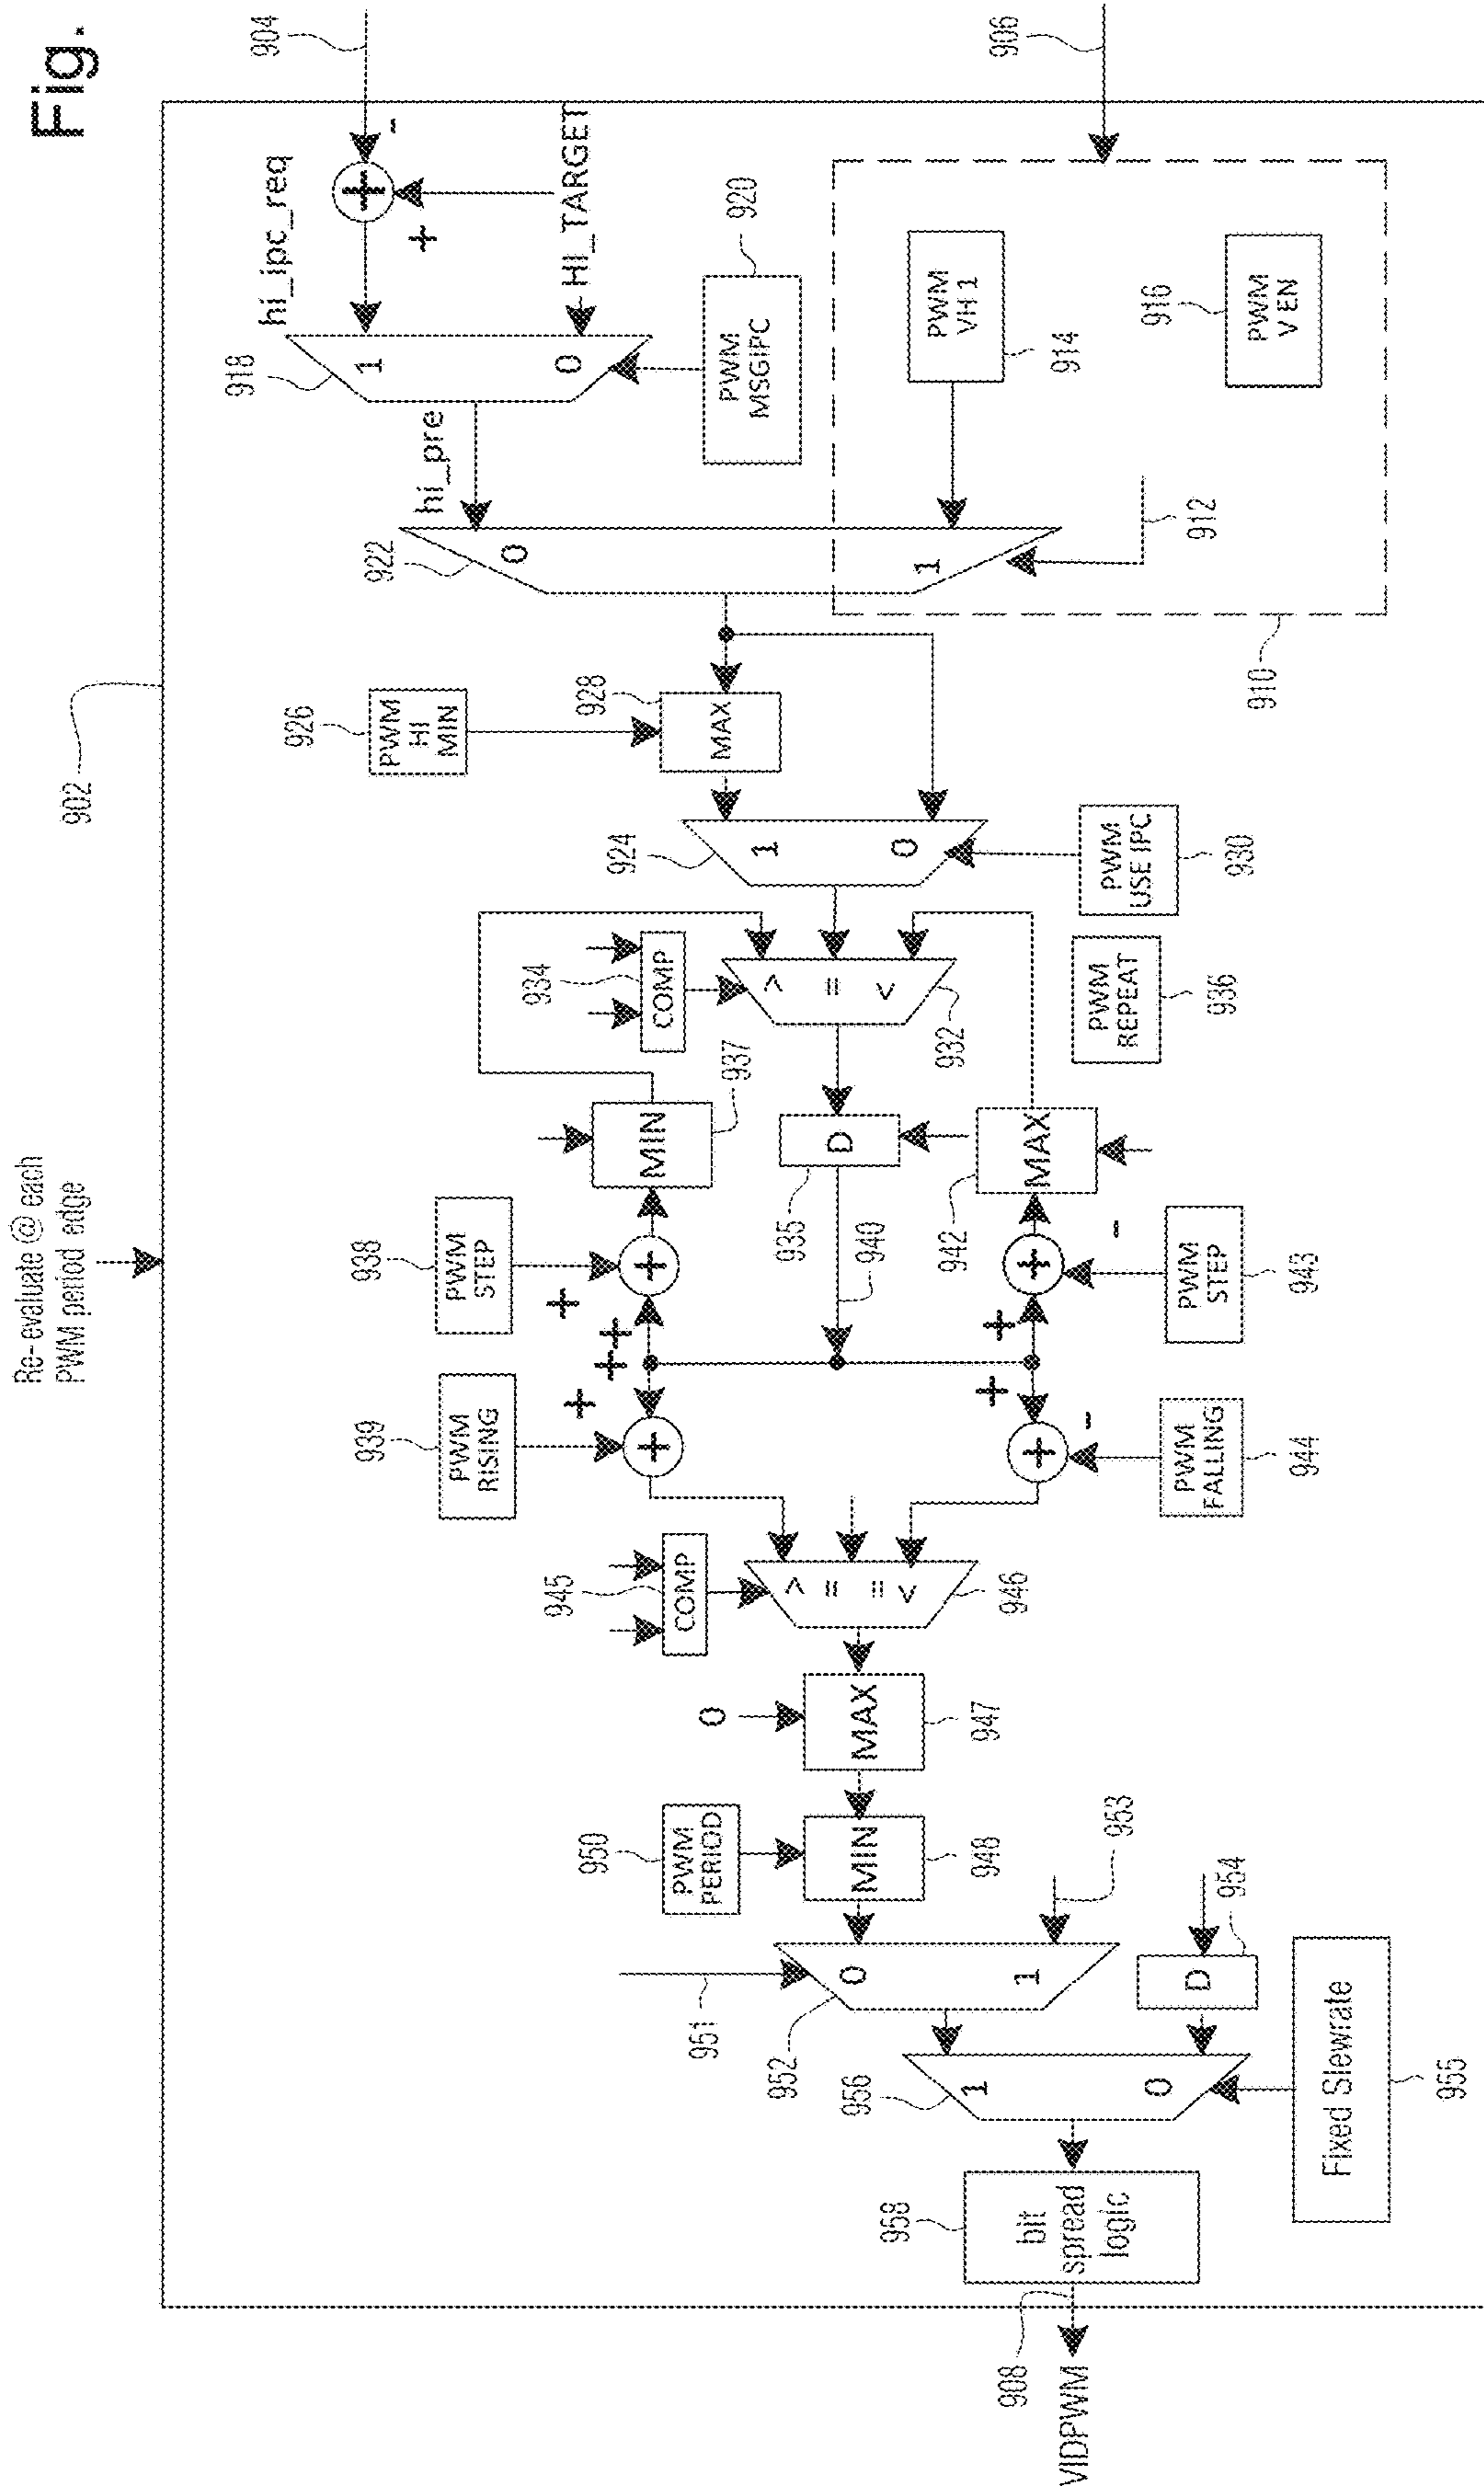 Fig.
Re-evaluate @ each
PWM period edge
902
904
-
+
+
hi_ipc_req
HI_TARGET
906
918
1
0
PWM
MSGIPC
920
hi_pre
922
0
1
PWM
VH 1
914
PWM
V EN
916
912
910
PWM
HI
MIN
926
MAX
928
924
1
0
PWM
USE IPC
930
COMP
934
>
=
<
932
PWM
REPEAT
936
MIN
937
D
935
MAX
942
PWM
STEP
938
+
+
++
940
+
+
-
PWM
STEP
943
PWM
RISING
939
+
+
+
+
-
PWM
FALLING
944
COMP
945
>
=
=
<
946
0
MAX
947
PWM
PERIOD
950
MIN
948
951
952
0
1
953
D
954
956
1
0
Fixed Slewrate
955
bit
spread
logic
958
908
VIDPWM